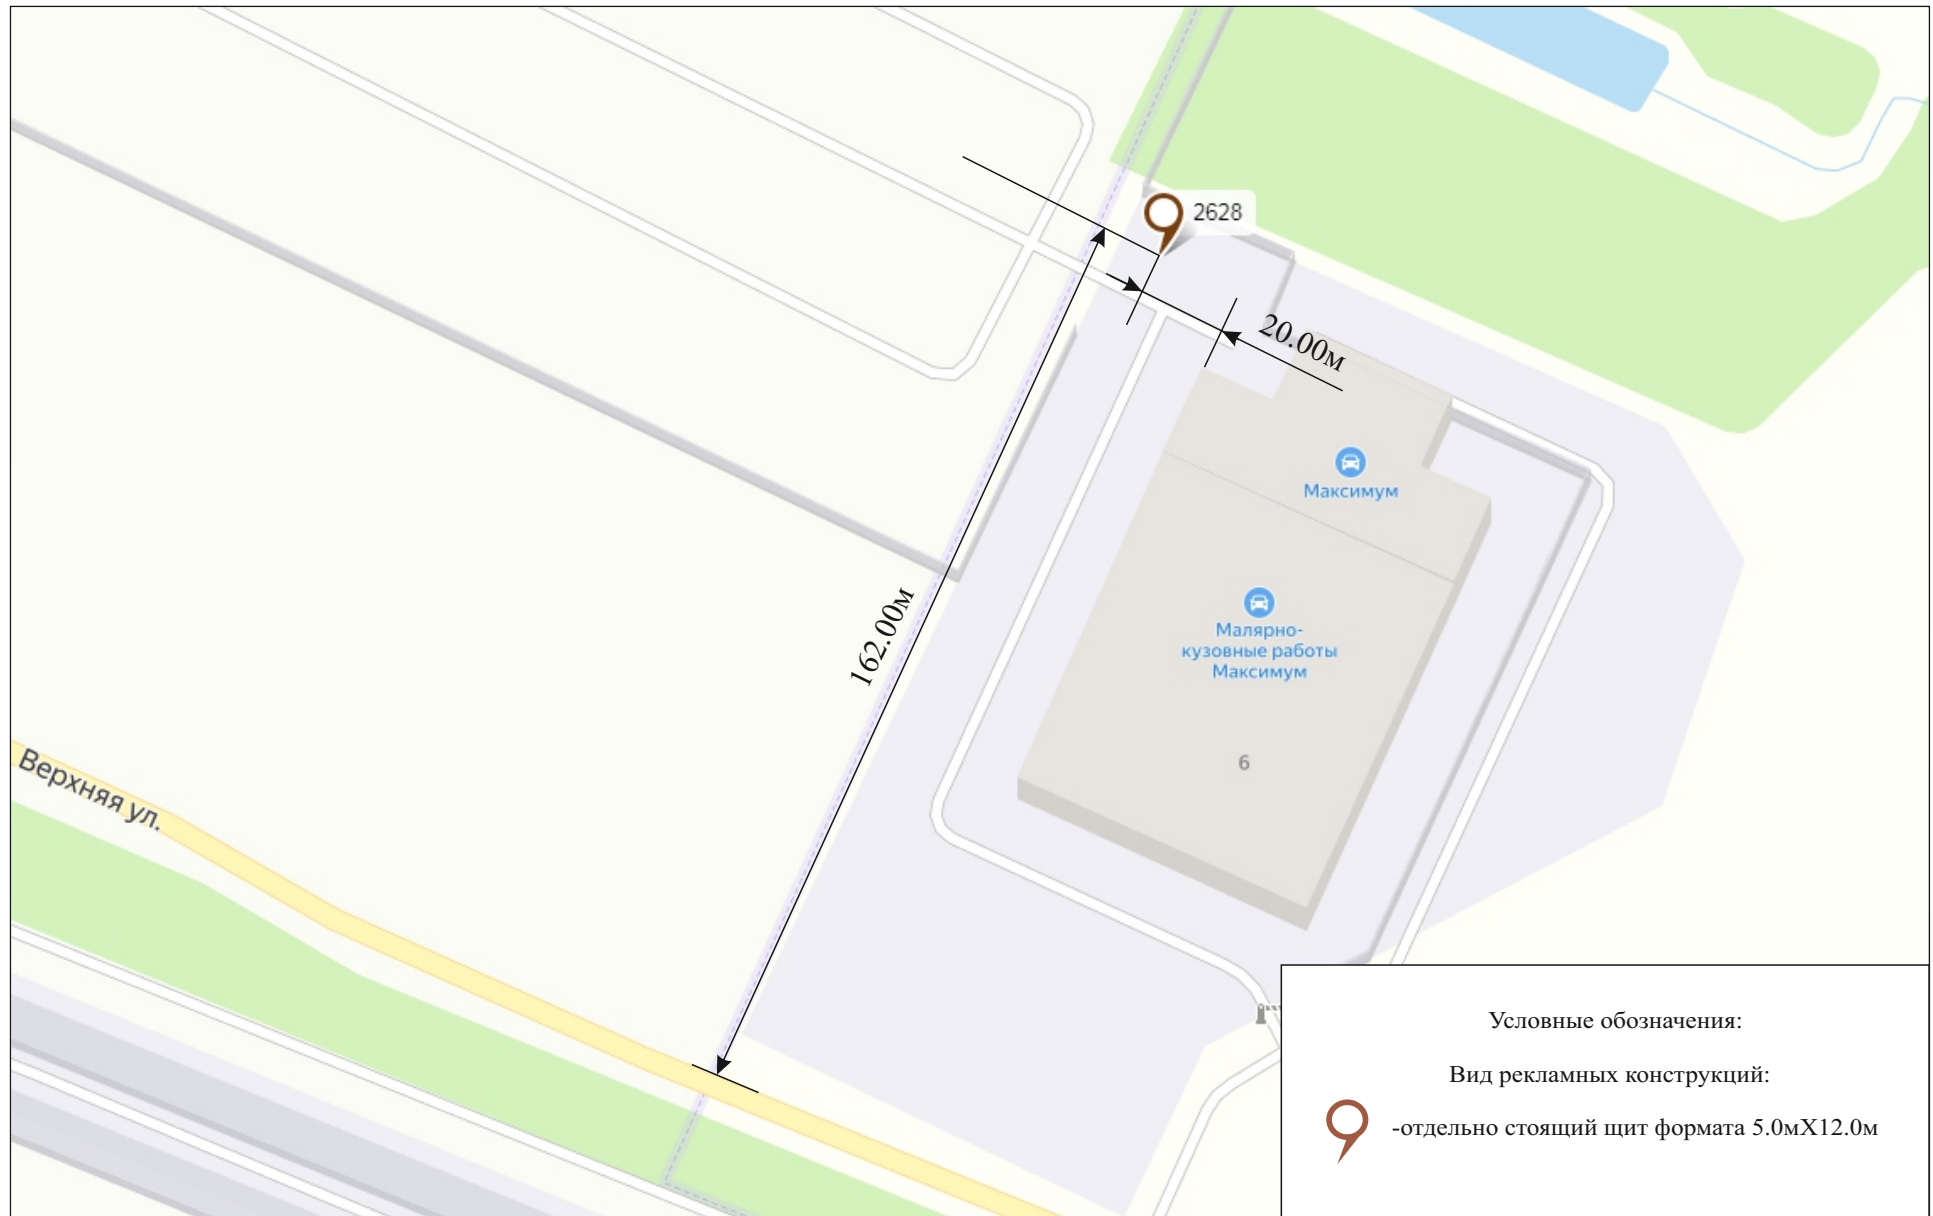 2628
20.00м
Максимум
162.00м
Малярно-
кузовные работы
Максимум
6
Верхняя ул.
Условные обозначения:
Вид рекламных конструкций:
-отдельно стоящий щит формата 5.0мХ12.0м